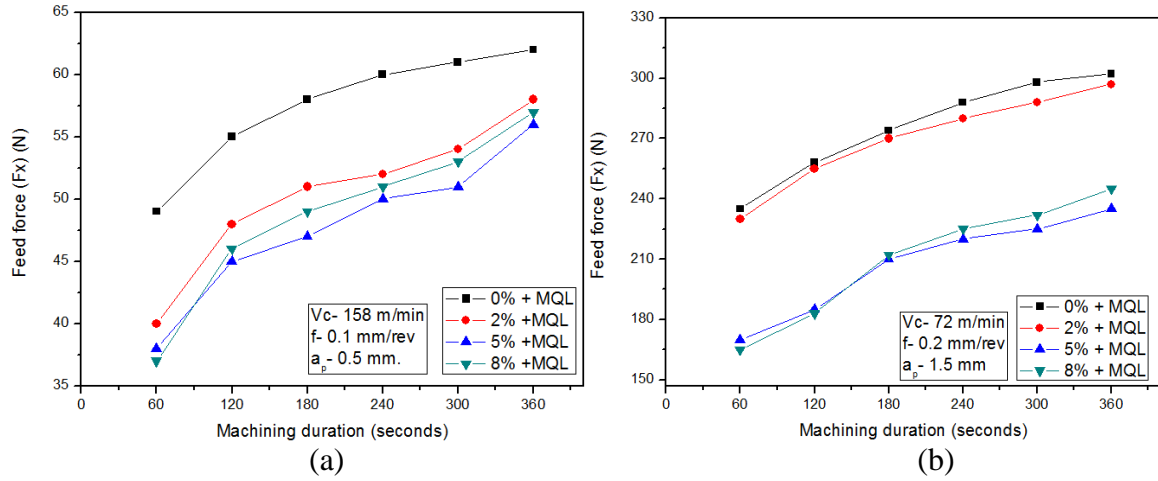 65
60
55
50
45
40
35
Feed force (Fx) (N)
Vc- 158 m/min
f- 0.1 mm/rev
a_p- 0.5 mm.
0% + MQL
2% +MQL
5% +MQL
8% +MQL
0 60 120 180 240 300 360
Machining duration (seconds)
(a)
330
300
270
240
210
180
150
Feed force (Fx) (N)
Vc- 72 m/min
f- 0.2 mm/rev
a_p- 1.5 mm
0% + MQL
2% + MQL
5% + MQL
8% + MQL
0 60 120 180 240 300 360
Machining duration (seconds)
(b)